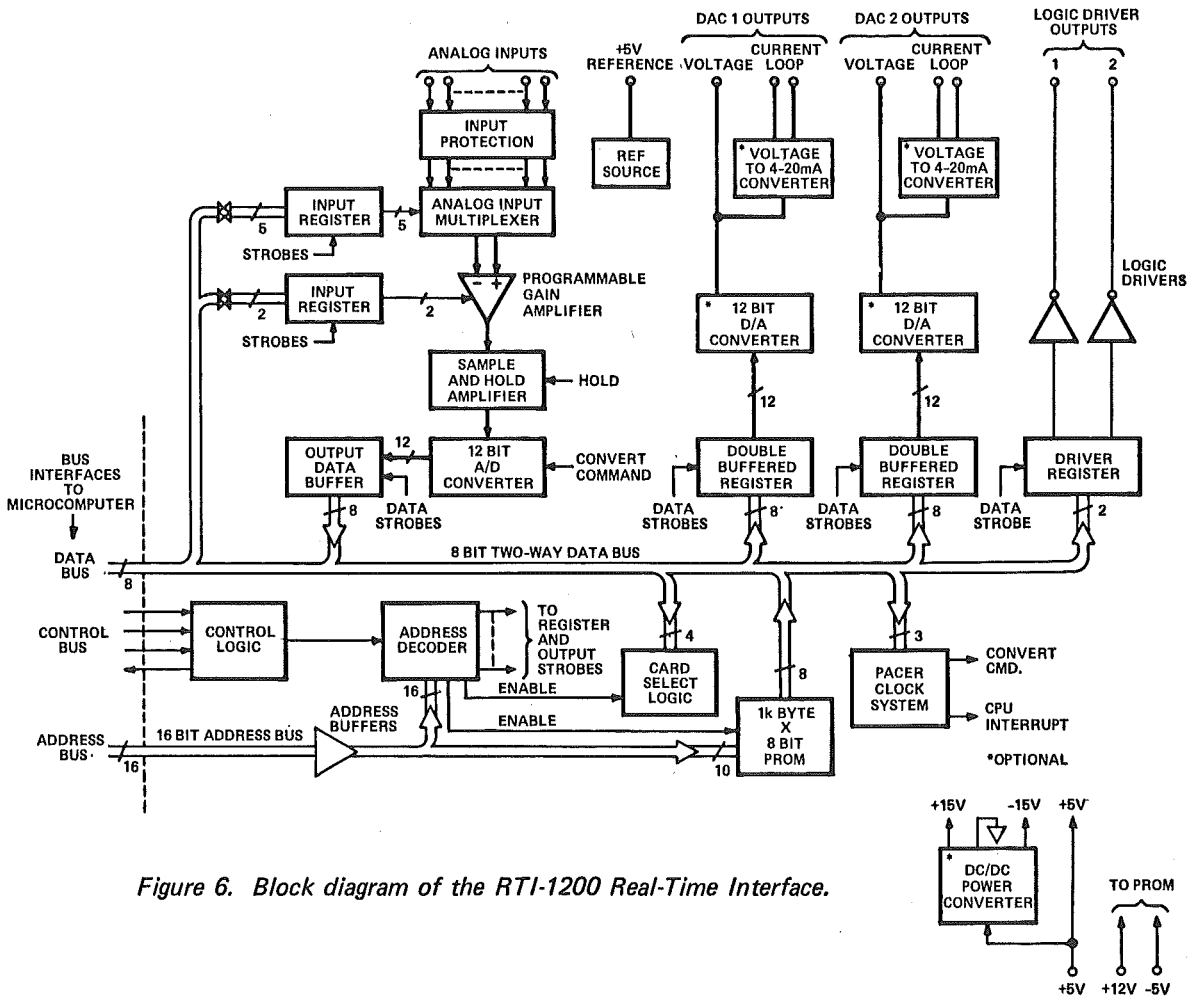 DAC 1 OUTPUTS
DAC 2 OUTPUTS
LOGIC DRIVER
OUTPUTS
ANALOG INPUTS
+5V
REFERENCE
VOLTAGE
CURRENT
LOOP
VOLTAGE
CURRENT
LOOP
1
2
INPUT
PROTECTION
REF
SOURCE
* VOLTAGE
TO 4-20mA
CONVERTER
* VOLTAGE
TO 4-20mA
CONVERTER
INPUT
REGISTER
5
5
ANALOG INPUT
MULTIPLEXER
STROBES
INPUT
REGISTER
2
2
- +
PROGRAMMABLE
GAIN
AMPLIFIER
STROBES
LOGIC
DRIVERS
* 12 BIT
D/A
CONVERTER
* 12 BIT
D/A
CONVERTER
SAMPLE
AND HOLD
AMPLIFIER
HOLD
12
12
BUS
INTERFACES
TO
MICROCOMPUTER
OUTPUT
DATA
BUFFER
12
12 BIT
A/D
CONVERTER
CONVERT
COMMAND
DOUBLE
BUFFERED
REGISTER
DOUBLE
BUFFERED
REGISTER
DRIVER
REGISTER
8
DATA
STROBES
DATA
STROBES
8
DATA
STROBES
8
DATA
STROBE
2
DATA
BUS
8
8 BIT TWO-WAY DATA BUS
CONTROL
BUS
CONTROL
LOGIC
ADDRESS
DECODER
TO
REGISTER
AND
OUTPUT
STROBES
4
CARD
SELECT
LOGIC
8
3
PACER
CLOCK
SYSTEM
CONVERT
CMD.
CPU
INTERRUPT
16
ENABLE
ENABLE
ADDRESS
BUFFERS
ADDRESS
BUS
16
16 BIT ADDRESS BUS
10
1k BYTE
X
8 BIT
PROM
*OPTIONAL
+15V
-15V
+5V
* DC/DC
POWER
CONVERTER
TO PROM
+5V
+12V
-5V
Figure 6. Block diagram of the RTI-1200 Real-Time Interface.